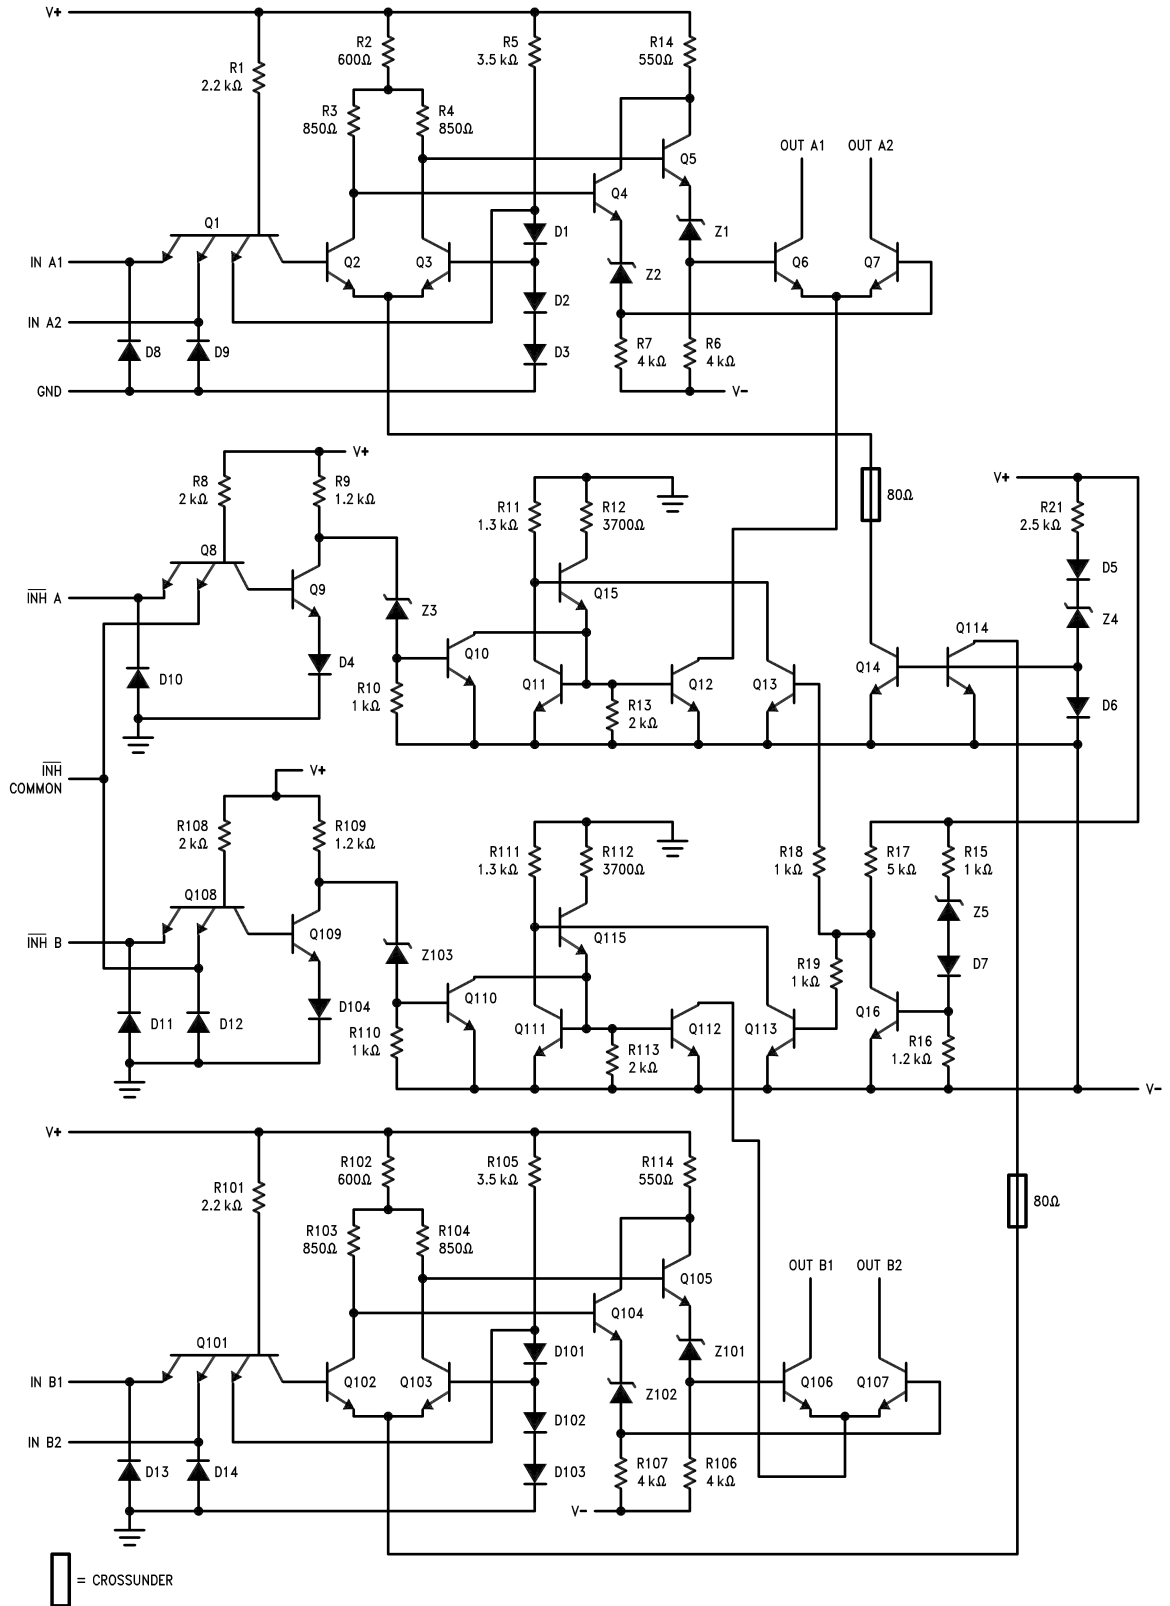 V+
R1
2.2 kΩ
R2
600Ω
R5
3.5 kΩ
R14
550Ω
R3
850Ω
R4
850Ω
OUT A1
OUT A2
Q5
Q4
Q1
D1
Z1
IN A1
Q2
Q3
Z2
Q6
Q7
IN A2
D2
D8
D9
D3
R7
4 kΩ
R6
4 kΩ
GND
V-
V+
R8
2 kΩ
R9
1.2 kΩ
R11
1.3 kΩ
R12
3700Ω
80Ω
V+
R21
2.5 kΩ
Q8
Q9
Q15
D5
INH A
Z3
Z4
Q114
Q10
D4
Q14
D10
R10
1 kΩ
Q11
Q12
Q13
R13
2 kΩ
D6
INH
COMMON
V+
R108
2 kΩ
R109
1.2 kΩ
R111
1.3 kΩ
R112
3700Ω
R18
1 kΩ
R17
5 kΩ
R15
1 kΩ
Q108
Z5
Q109
Q115
INH B
Z103
R19
1 kΩ
D7
Q110
D104
Q16
D11
D12
R110
1 kΩ
Q111
Q112
Q113
R113
2 kΩ
R16
1.2 kΩ
V-
V+
R101
2.2 kΩ
R102
600Ω
R105
3.5 kΩ
R114
550Ω
80Ω
R103
850Ω
R104
850Ω
OUT B1
OUT B2
Q105
Q104
Q101
D101
Z101
IN B1
Q102
Q103
Z102
Q106
Q107
IN B2
D102
D13
D14
D103
R107
4 kΩ
R106
4 kΩ
V-
= CROSSUNDER